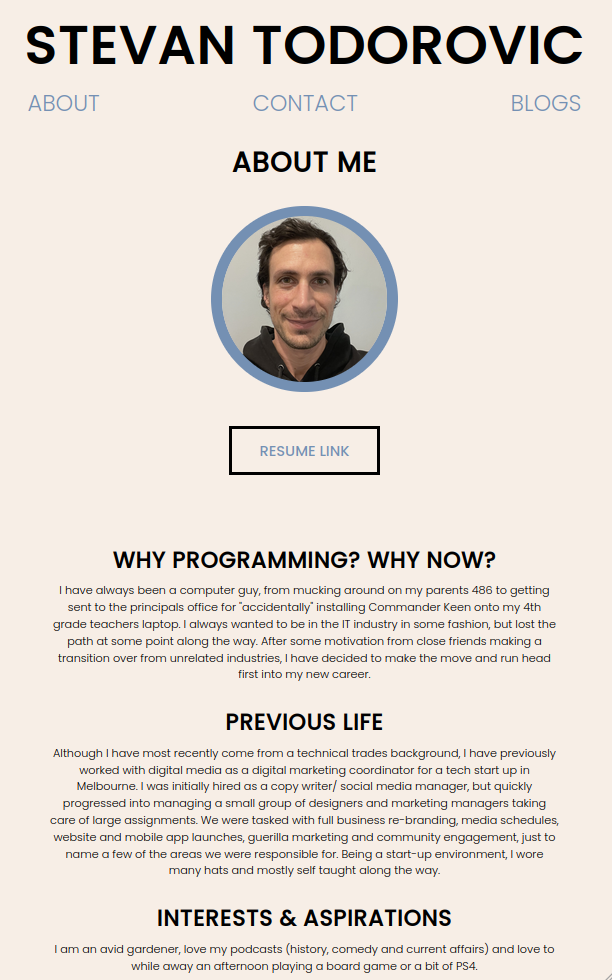 STEVAN TODOROVIC
ABOUT CONTACT BLOGS
ABOUT ME
RESUME LINK
WHY PROGRAMMING? WHY NOW?
I have always been a computer guy, from mucking around on my parents 486 to getting
sent to the principals office for "accidentally" installing Commander Keen onto my 4th
grade teachers laptop. I always wanted to be in the IT industry in some fashion, but lost the
path at some point along the way. After some motivation from close friends making a
transition over from unrelated industries, I have decided to make the move and run head
first into my new career.
PREVIOUS LIFE
Although I have most recently come from a technical trades background, I have previously
worked with digital media as a digital marketing coordinator for a tech start up in
Melbourne. I was initially hired as a copy writer/ social media manager, but quickly
progressed into managing a small group of designers and marketing managers taking
care of large assignments. We were tasked with full business re-branding, media schedules,
website and mobile app launches, guerilla marketing and community engagement, just to
name a few of the areas we were responsible for. Being a start-up environment, I wore
many hats and mostly self taught along the way.
INTERESTS & ASPIRATIONS
I am an avid gardener, love my podcasts (history, comedy and current affairs) and love to
while away an afternoon playing a board game or a bit of PS4.